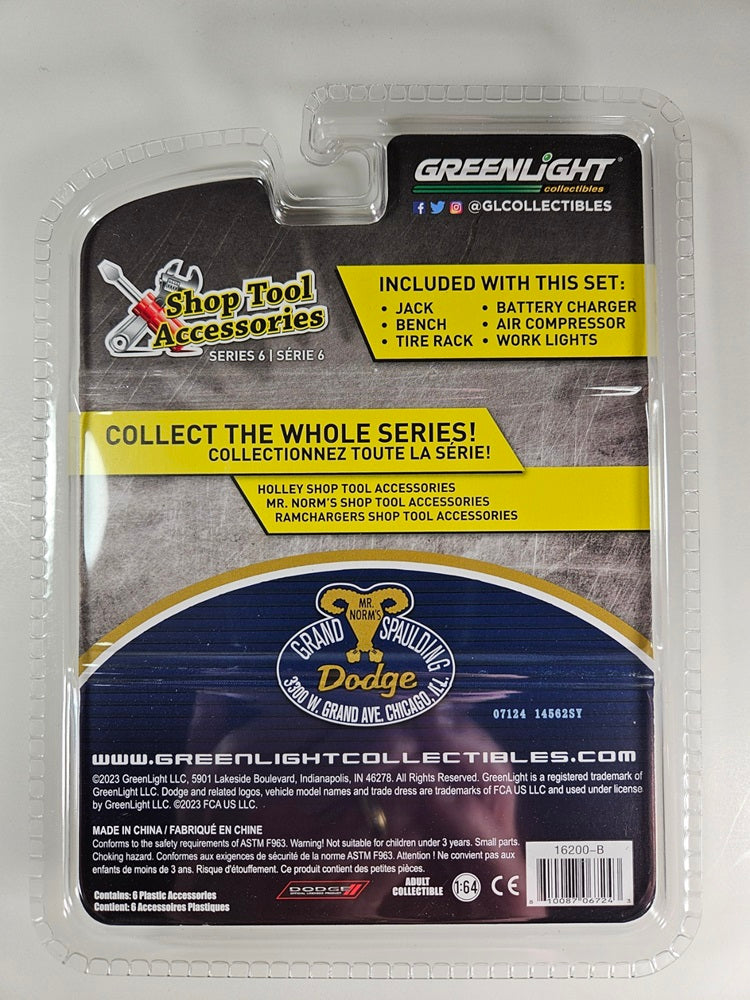 GREENLIGHT®
collectibles
@GLCOLLECTIBLES
Shop Tool
Accessories
SERIES 6 | SÉRIE 6
INCLUDED WITH THIS SET:
• JACK
• BENCH
• TIRE RACK
• BATTERY CHARGER
• AIR COMPRESSOR
• WORK LIGHTS
COLLECT THE WHOLE SERIES!
COLLECTIONNEZ TOUTE LA SÉRIE!
HOLLEY SHOP TOOL ACCESSORIES
MR. NORM'S SHOP TOOL ACCESSORIES
RAMCHARGERS SHOP TOOL ACCESSORIES
MR.
NORM'S
GRAND SPAULDING
Dodge
3300 W. GRAND AVE. CHICAGO, ILL.
07124 14562SY
WWW.GREENLIGHTCOLLECTIBLES.COM
©2023 GreenLight LLC, 5901 Lakeside Boulevard, Indianapolis, IN 46278. All Rights Reserved. GreenLight is a registered trademark of
GreenLight LLC. Dodge and related logos, vehicle model names and trade dress are trademarks of FCA US LLC and used under license
by GreenLight LLC. ©2023 FCA US LLC.
MADE IN CHINA / FABRIQUÉ EN CHINE
Conforms to the safety requirements of ASTM F963. Warning! Not suitable for children under 3 years. Small parts.
Choking hazard. Conformes aux exigences de sécurité de la norme ASTM F963. Attention ! Ne convient pas aux
enfants de moins de 3 ans. Risque d'étouffement. Ce produit contient des petites pièces.
Contains: 6 Plastic Accessories
Contient: 6 Accessoires Plastiques
DODGE
OFFICIAL LICENSED PRODUCT
ADULT
COLLECTIBLE
1:64
CE
16200-B
8 10087 06724 3